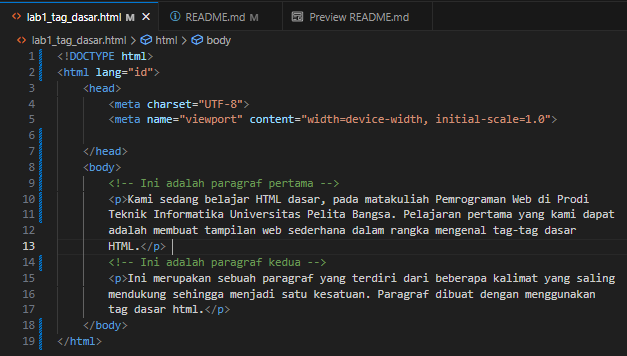 lab1_tag_dasar.html M README.md M Preview README.md
lab1_tag_dasar.html > html > body
1 <!DOCTYPE html>
2 <html lang="id">
3 <head>
4 <meta charset="UTF-8">
5 <meta name="viewport" content="width=device-width, initial-scale=1.0">
6
7 </head>
8 <body>
9 <!-- Ini adalah paragraf pertama -->
10 <p>Kami sedang belajar HTML dasar, pada matakuliah Pemrograman Web di Prodi
11 Teknik Informatika Universitas Pelita Bangsa. Pelajaran pertama yang kami dapat
12 adalah membuat tampilan web sederhana dalam rangka mengenal tag-tag dasar
13 HTML.</p>
14 <!-- Ini adalah paragraf kedua -->
15 <p>Ini merupakan sebuah paragraf yang terdiri dari beberapa kalimat yang saling
16 mendukung sehingga menjadi satu kesatuan. Paragraf dibuat dengan menggunakan
17 tag dasar html.</p>
18 </body>
19 </html>